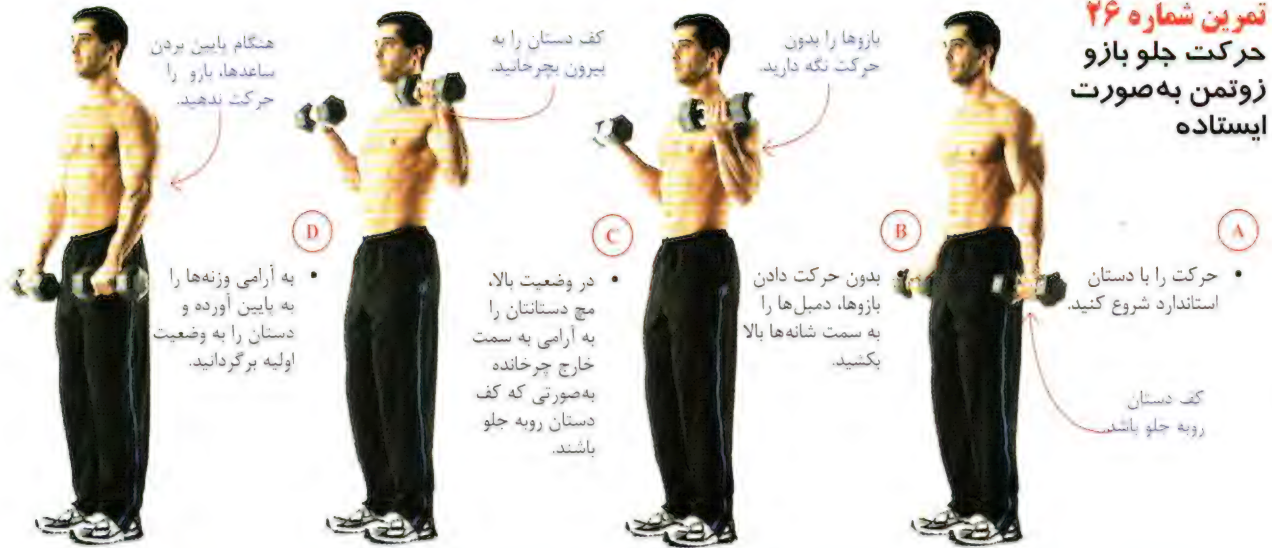 تمرین شماره ۲۶
حرکت جلو بازو
زوتمن به‌صورت
ایستاده
A
• حرکت را با دستان
استاندارد شروع کنید.
کف دستان
روبه جلو باشد.
بازوها را بدون
حرکت نگه دارید.
B
• بدون حرکت دادن
بازوها، دمبل‌ها را
به سمت شانه‌ها بالا
بکشید.
کف دستان را به
بیرون بچرخانید.
C
• در وضعیت بالا،
مچ دستانتان را
به آرامی به سمت
خارج چرخانده
به‌صورتی که کف
دستان روبه جلو
باشند.
هنگام پایین بردن
ساعدها، بازو را
حرکت ندهید.
D
• به آرامی وزنه‌ها را
به پایین آورده و
دستان را به وضعیت
اولیه برگردانید.